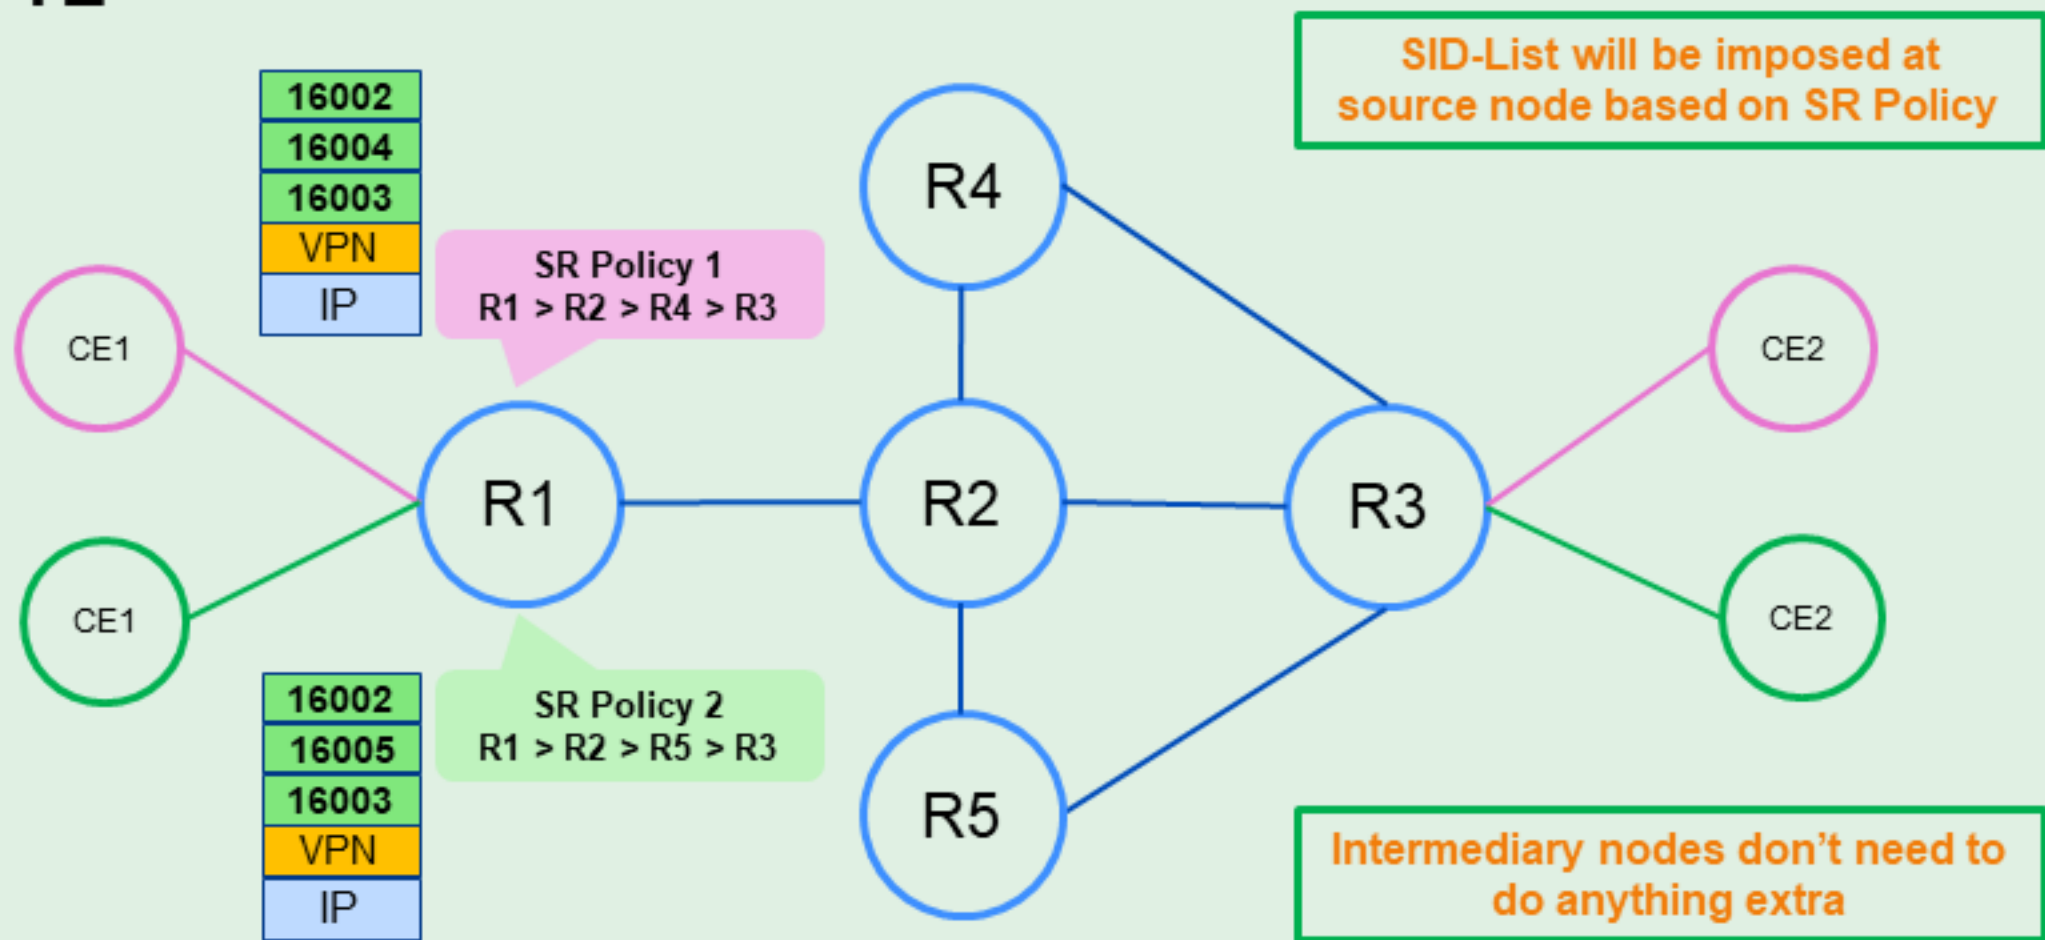 SID-List will be imposed at
source node based on SR Policy
16002
16004
16003
VPN
IP
SR Policy 1
R1 > R2 > R4 > R3
R4
CE1
CE2
R1
R2
R3
CE1
CE2
16002
16005
16003
VPN
IP
SR Policy 2
R1 > R2 > R5 > R3
R5
Intermediary nodes don’t need to
do anything extra